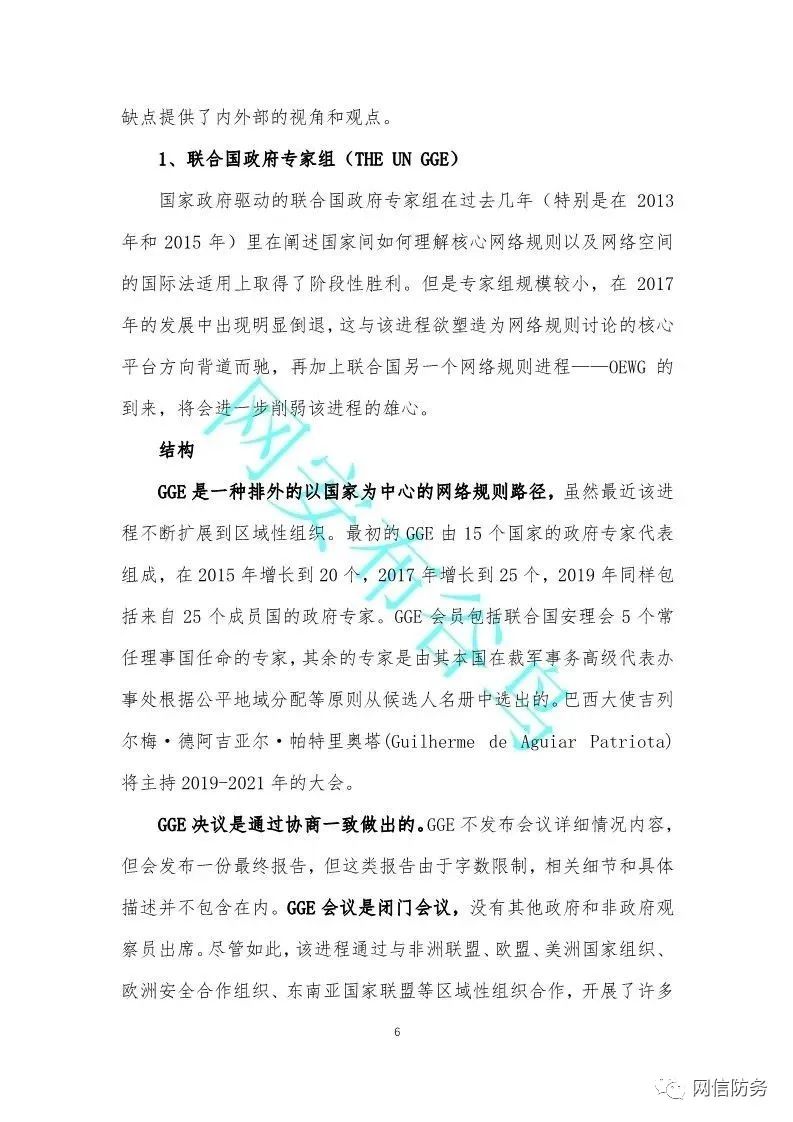 缺点提供了内外部的视角和观点。
1、联合国政府专家组（THE UN GGE）
国家政府驱动的联合国政府专家组在过去几年（特别是在 2013
年和 2015 年）里在阐述国家间如何理解核心网络规则以及网络空间
的国际法适用上取得了阶段性胜利。但是专家组规模较小，在 2017
年的发展中出现明显倒退，这与该进程欲塑造为网络规则讨论的核心
平台方向背道而驰，再加上联合国另一个网络规则进程——OEWG 的
到来，将会进一步削弱该进程的雄心。
结构
GGE 是一种排外的以国家为中心的网络规则路径，虽然最近该进
程不断扩展到区域性组织。最初的 GGE 由 15 个国家的政府专家代表
组成，在 2015 年增长到 20 个，2017 年增长到 25 个，2019 年同样包
括来自 25 个成员国的政府专家。GGE 会员包括联合国安理会 5 个常
任理事国任命的专家，其余的专家是由其本国在裁军事务高级代表办
事处根据公平地域分配等原则从候选人名册中选出的。巴西大使吉列
尔梅·德阿吉亚尔·帕特里奥塔(Guilherme de Aguiar Patriota)
将主持 2019-2021 年的大会。
GGE 决议是通过协商一致做出的。GGE 不发布会议详细情况内容，
但会发布一份最终报告，但这类报告由于字数限制，相关细节和具体
描述并不包含在内。GGE 会议是闭门会议，没有其他政府和非政府观
察员出席。尽管如此，该进程通过与非洲联盟、欧盟、美洲国家组织、
欧洲安全合作组织、东南亚国家联盟等区域性组织合作，开展了许多
6
网安布谷鸟
网信防务